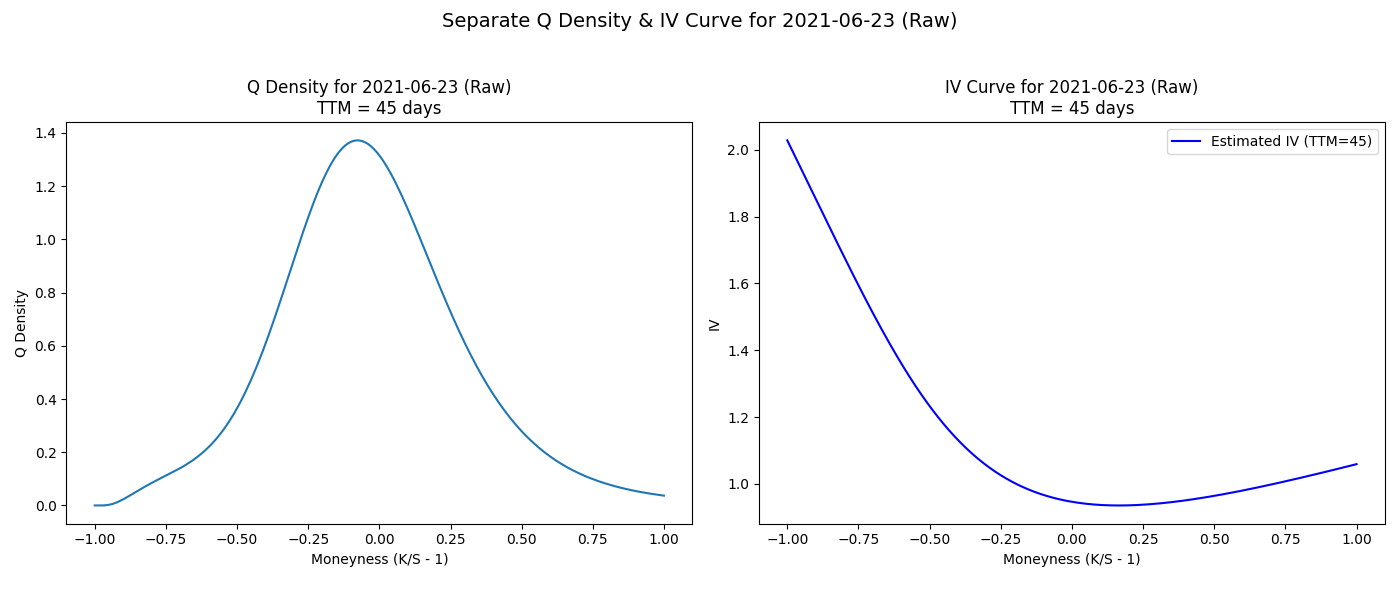 Separate Q Density & IV Curve for 2021-06-23 (Raw)
Q Density for 2021-06-23 (Raw)
TTM = 45 days
1.4
1.2
1.0
0.8
0.6
0.4
0.2
0.0
Q Density
−1.00 −0.75 −0.50 −0.25 0.00 0.25 0.50 0.75 1.00
Moneyness (K/S - 1)
IV Curve for 2021-06-23 (Raw)
TTM = 45 days
Estimated IV (TTM=45)
2.0
1.8
1.6
1.4
1.2
1.0
IV
−1.00 −0.75 −0.50 −0.25 0.00 0.25 0.50 0.75 1.00
Moneyness (K/S - 1)